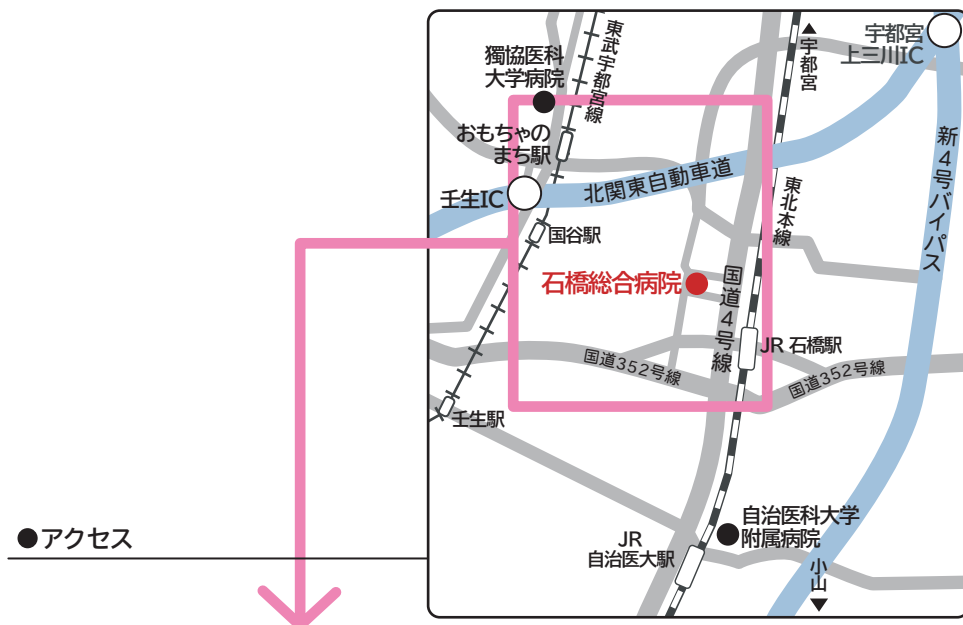 宇都宮
上三川IC
東武宇都宮線
宇都宮
獨協医科
大学病院
おもちゃの
まち駅
新4号バイパス
北関東自動車道
壬生IC
東北本線
国谷駅
石橋総合病院
国道4号線
JR 石橋駅
国道352号線
国道352号線
壬生駅
自治医科大学
附属病院
JR
自治医大駅
小山
●アクセス